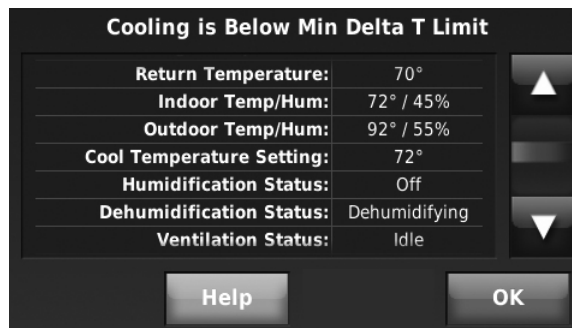 Cooling is Below Min Delta T Limit
Return Temperature: 70°
Indoor Temp/Hum: 72° / 45%
Outdoor Temp/Hum: 92° / 55%
Cool Temperature Setting: 72°
Humidification Status: Off
Dehumidification Status: Dehumidifying
Ventilation Status: Idle
Help OK